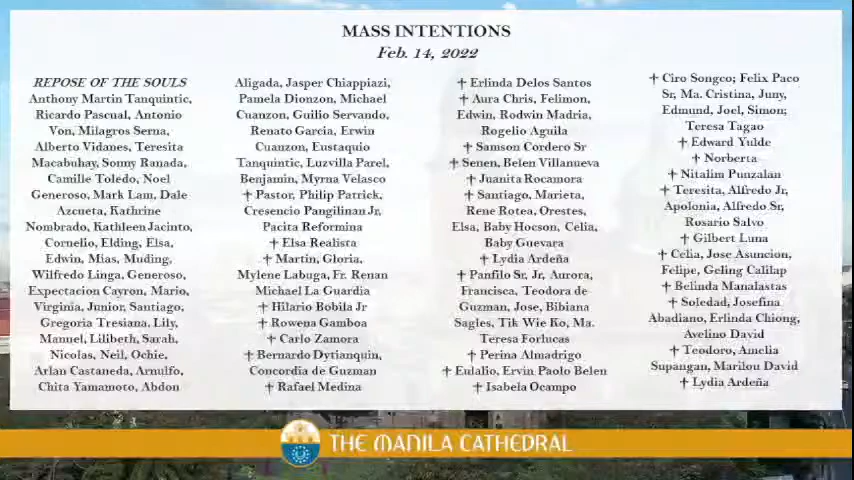 MASS INTENTIONS
Feb. 14, 2022
REPOSE OF THE SOULS
Anthony Martin Tanquintic,
Ricardo Pascual, Antonio
Von, Milagros Serna,
Alberto Vidanes, Teresita
Macabuhay, Sonny Ranada,
Camille Toledo, Noel
Generoso, Mark Lam, Dale
Azcueta, Kathrine
Nombrado, Kathleen Jacinto,
Cornelio, Elding, Elsa,
Edwin, Mias, Muding,
Wilfredo Linga, Generoso,
Expectacion Cayron, Mario,
Virginia, Junior, Santiago,
Gregoria Tresiana, Lily,
Manuel, Lilibeth, Sarah,
Nicolas, Neil, Ochie,
Arlan Castaneda, Arnulfo,
Chita Yamamoto, Abdon
Aligada, Jasper Chiappiazi,
Pamela Dionzon, Michael
Cuanzon, Guilio Servando,
Renato Garcia, Erwin
Cuanzon, Eustaquio
Tanquintic, Luzvilla Parel,
Benjamin, Myrna Velasco
✝ Pastor, Philip Patrick,
Cresencio Pangilinan Jr,
Pacita Reformina
✝ Elsa Realista
✝ Martin, Gloria,
Mylene Labuga, Fr. Renan
Michael La Guardia
✝ Hilario Bobila Jr
✝ Rowena Gamboa
✝ Carlo Zamora
✝ Bernardo Dytianquin,
Concordia de Guzman
✝ Rafael Medina
✝ Erlinda Delos Santos
✝ Aura Chris, Felimon,
Edwin, Rodwin Madria,
Rogelio Aguila
✝ Samson Cordero Sr
✝ Senen, Belen Villanueva
✝ Juanita Rocamora
✝ Santiago, Marieta,
Rene Rotea, Orestes,
Elsa, Baby Hocson, Celia,
Baby Guevara
✝ Lydia Ardeña
✝ Panfilo Sr, Jr, Aurora,
Francisca, Teodora de
Guzman, Jose, Bibiana
Sagles, Tik Wie Ko, Ma.
Teresa Forlucas
✝ Perina Almadrigo
✝ Eulalio, Ervin Paolo Belen
✝ Isabela Ocampo
✝ Ciro Songco; Felix Paco
Sr, Ma. Cristina, Juny,
Edmund, Joel, Simon;
Teresa Tagao
✝ Edward Yulde
✝ Norberta
✝ Nitalim Punzalan
✝ Teresita, Alfredo Jr,
Apolonia, Alfredo Sr,
Rosario Salvo
✝ Gilbert Luna
✝ Celia, Jose Asuncion,
Felipe, Geling Calilap
✝ Belinda Manalastas
✝ Soledad, Josefina
Abadiano, Erlinda Chiong,
Avelino David
✝ Teodoro, Amelia
Supangan, Marilou David
✝ Lydia Ardeña
THE MANILA CATHEDRAL